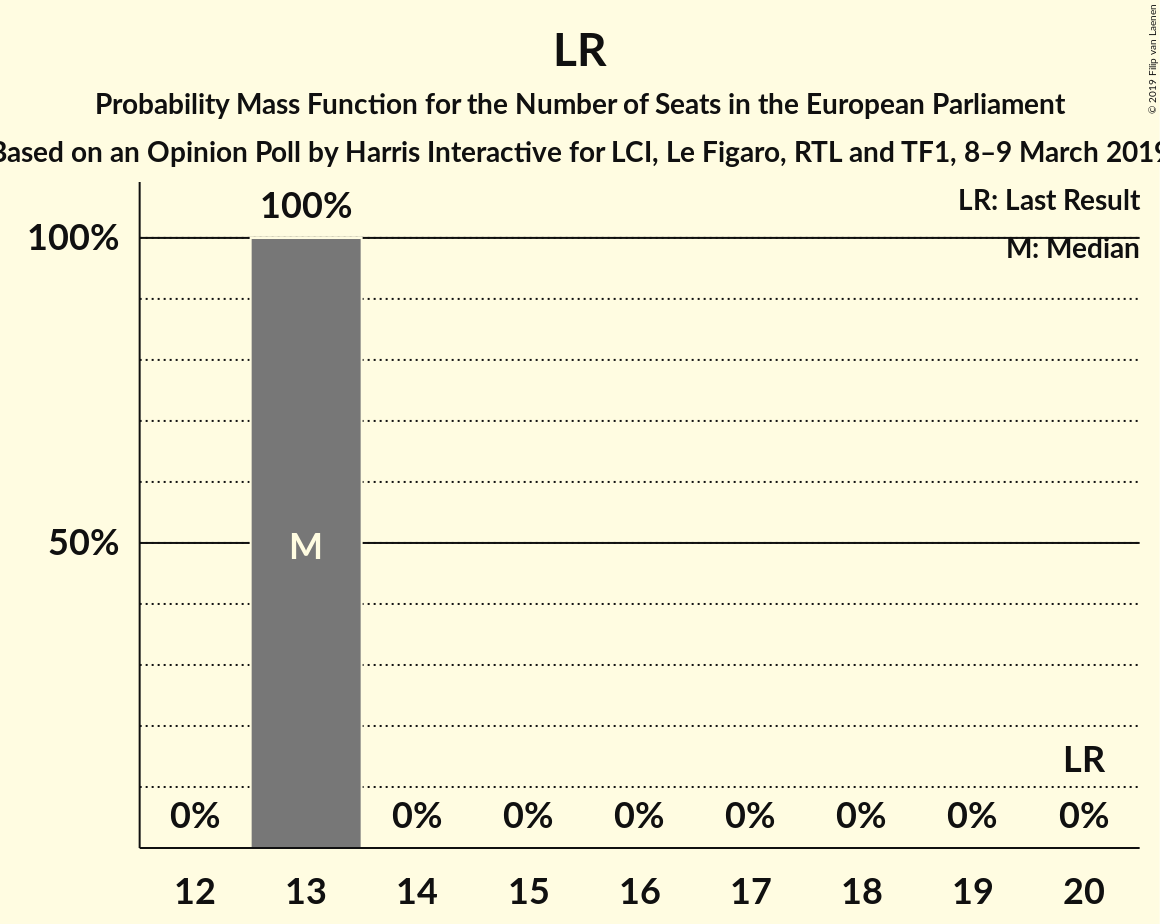 LR
Probability Mass Function for the Number of Seats in the European Parliament
Based on an Opinion Poll by Harris Interactive for LCI, Le Figaro, RTL and TF1, 8–9 March 2019
© 2019 Filip van Laenen
LR: Last Result
M: Median
100%
100%
50%
M
LR
0% 0% 0% 0% 0% 0% 0% 0%
12 13 14 15 16 17 18 19 20